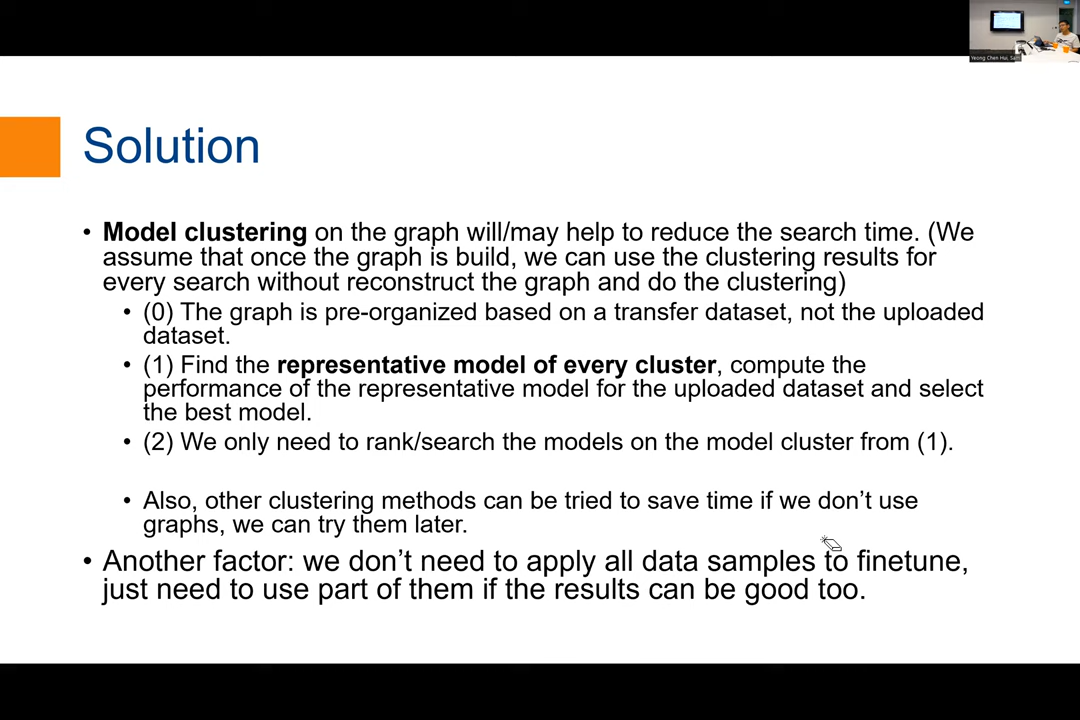 Yeong Chen Hui, Sam
Solution
• Model clustering on the graph will/may help to reduce the search time. (We
assume that once the graph is build, we can use the clustering results for
every search without reconstruct the graph and do the clustering)
• (0) The graph is pre-organized based on a transfer dataset, not the uploaded
dataset.
• (1) Find the representative model of every cluster, compute the
performance of the representative model for the uploaded dataset and select
the best model.
• (2) We only need to rank/search the models on the model cluster from (1).
• Also, other clustering methods can be tried to save time if we don’t use
graphs, we can try them later.
• Another factor: we don’t need to apply all data samples to finetune,
just need to use part of them if the results can be good too.